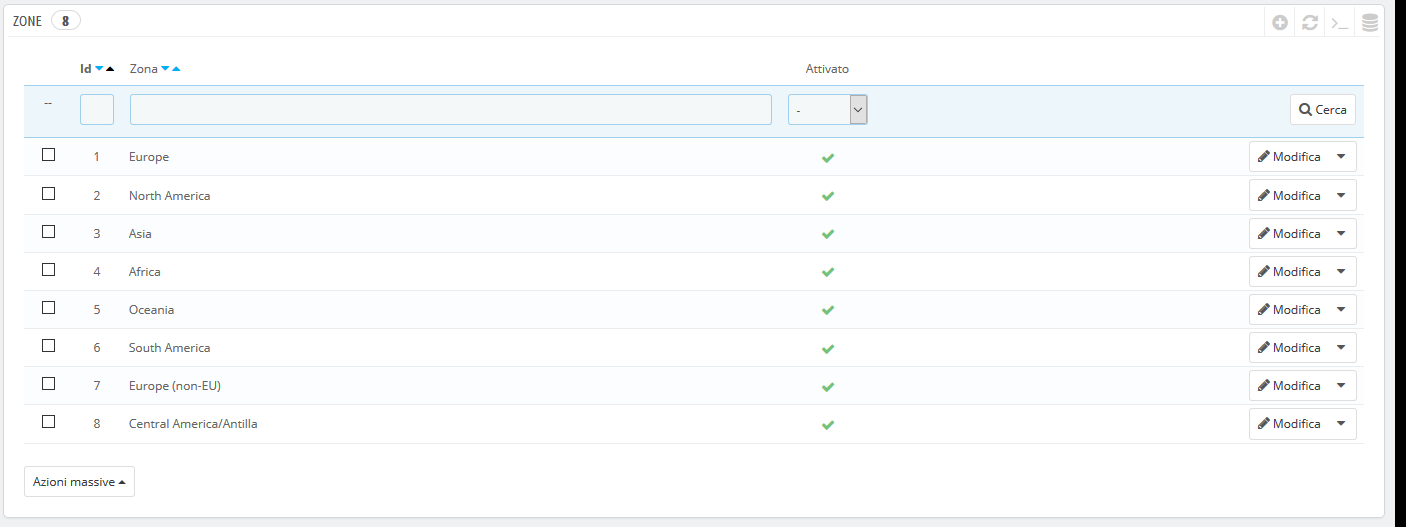 ZONE 8
Id Zona Attivato
-- - Cerca
1 Europe Modifica
2 North America Modifica
3 Asia Modifica
4 Africa Modifica
5 Oceania Modifica
6 South America Modifica
7 Europe (non-EU) Modifica
8 Central America/Antilla Modifica
Azioni massive